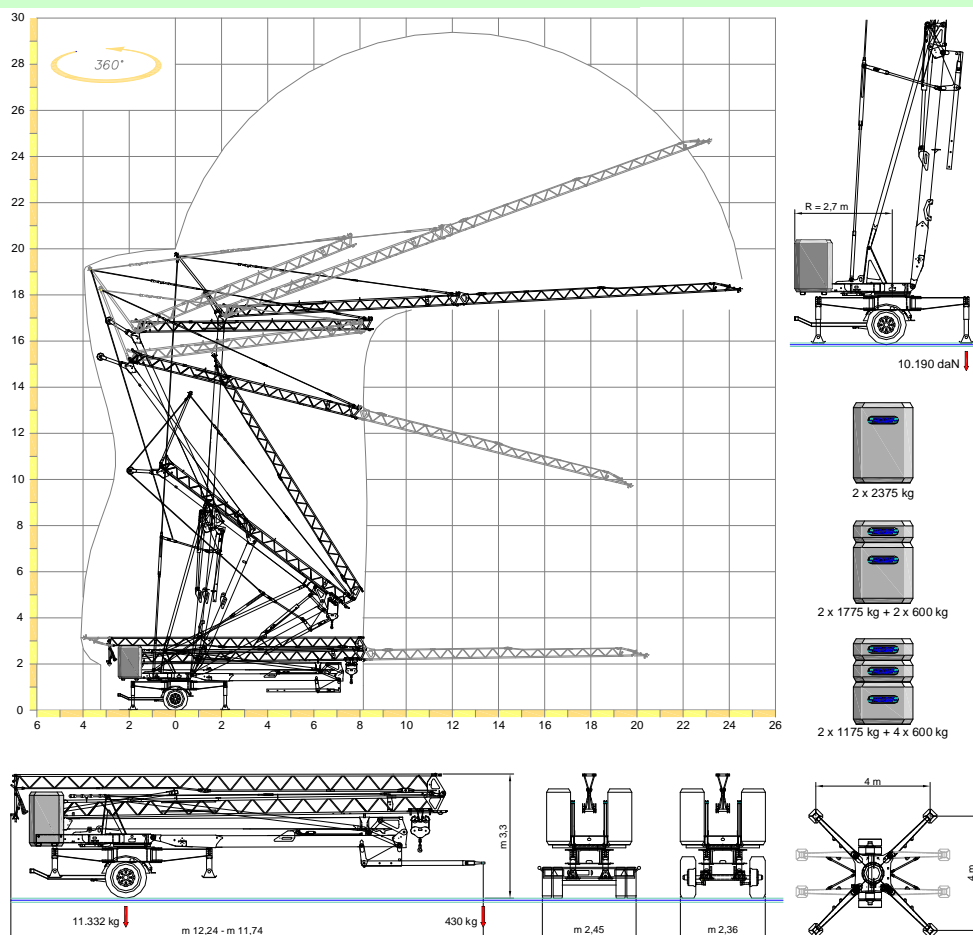 30
28
26
24
22
20
18
16
14
12
10
8
6
4
2
0
360°
6
4
2
0
2
4
6
8
10
12
14
16
18
20
22
24
26
R = 2,7 m
10.190 daN
2 x 2375 kg
2 x 1775 kg + 2 x 600 kg
2 x 1175 kg + 4 x 600 kg
m 3,3
11.332 kg
430 kg
m 12,24 - m 11,74
m 2,45
m 2,36
4 m
4 m